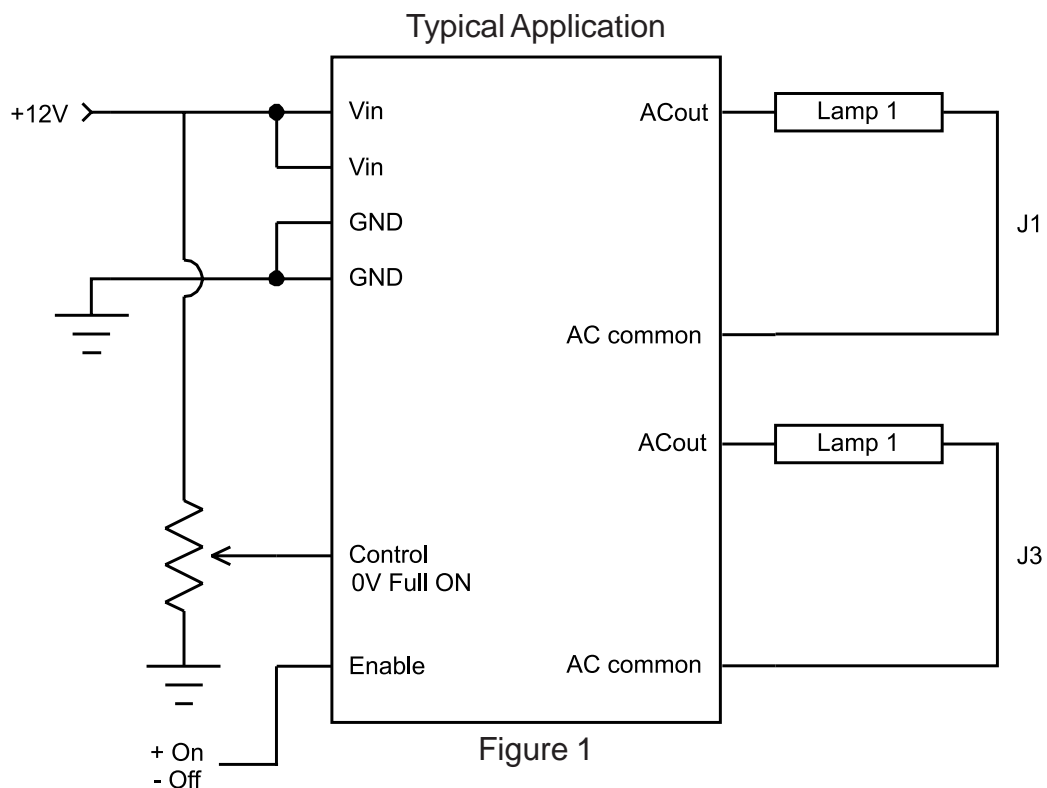 Typical Application
+12V
Vin
Vin
GND
GND
Control
0V Full ON
Enable
+ On
- Off
ACout
Lamp 1
J1
AC common
ACout
Lamp 1
J3
AC common
Figure 1